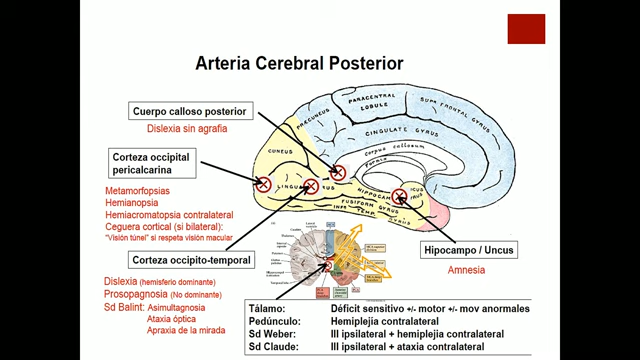 Arteria Cerebral Posterior
Cuerpo calloso posterior
Dislexia sin agrafia
Corteza occipital
pericalcarina
Metamorfopsias
Hemianopsia
Hemiacromatopsia contralateral
Ceguera cortical (si bilateral):
"Visión túnel" si respeta visión macular
Corteza occipito-temporal
Dislexia (hemisferio dominante)
Prosopagnosia (No dominante)
Sd Balint: Asimultagnosia
Ataxia óptica
Apraxia de la mirada
PRECUNEUS
PARACENTRAL
LOBULE
SUP. FRONTAL GYRUS
CINGULATE GYRUS
Corpus callosum
Fornix
CUNEUS
FUSIFORM GYRUS
Hipocampo / Uncus
Amnesia
Tálamo: Déficit sensitivo +/- motor +/- mov anormales
Pedúnculo: Hemiplejia contralateral
Sd Weber: III ipsilateral + hemiplejia contralateral
Sd Claude: III ipsilateral + ataxia contralateral